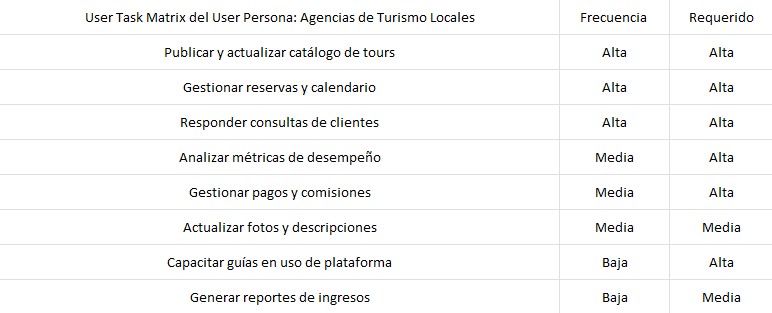 User Task Matrix del User Persona: Agencias de Turismo Locales Frecuencia Requerido
Publicar y actualizar catálogo de tours Alta Alta
Gestionar reservas y calendario Alta Alta
Responder consultas de clientes Alta Alta
Analizar métricas de desempeño Media Alta
Gestionar pagos y comisiones Media Alta
Actualizar fotos y descripciones Media Media
Capacitar guías en uso de plataforma Baja Alta
Generar reportes de ingresos Baja Media